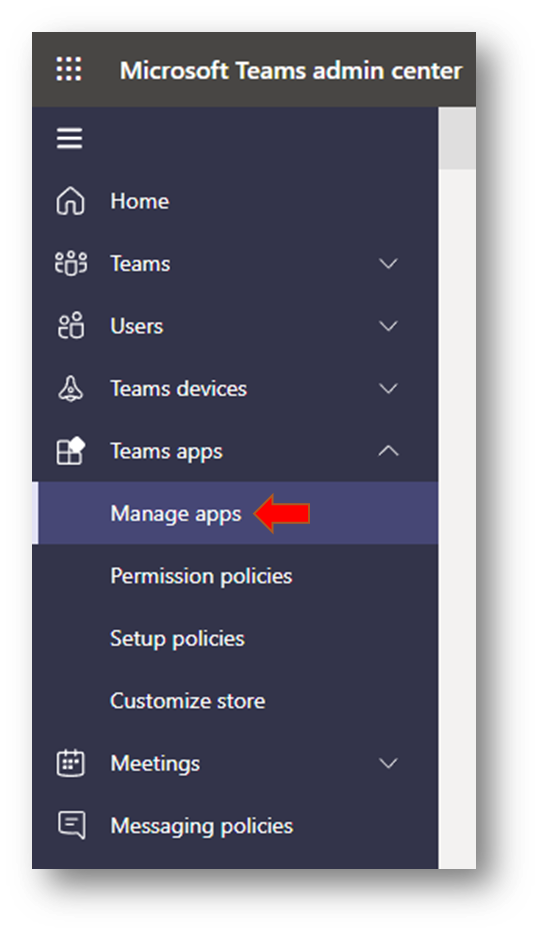 Microsoft Teams admin center
Home
Teams
Users
Teams devices
Teams apps
Manage apps
Permission policies
Setup policies
Customize store
Meetings
Messaging policies